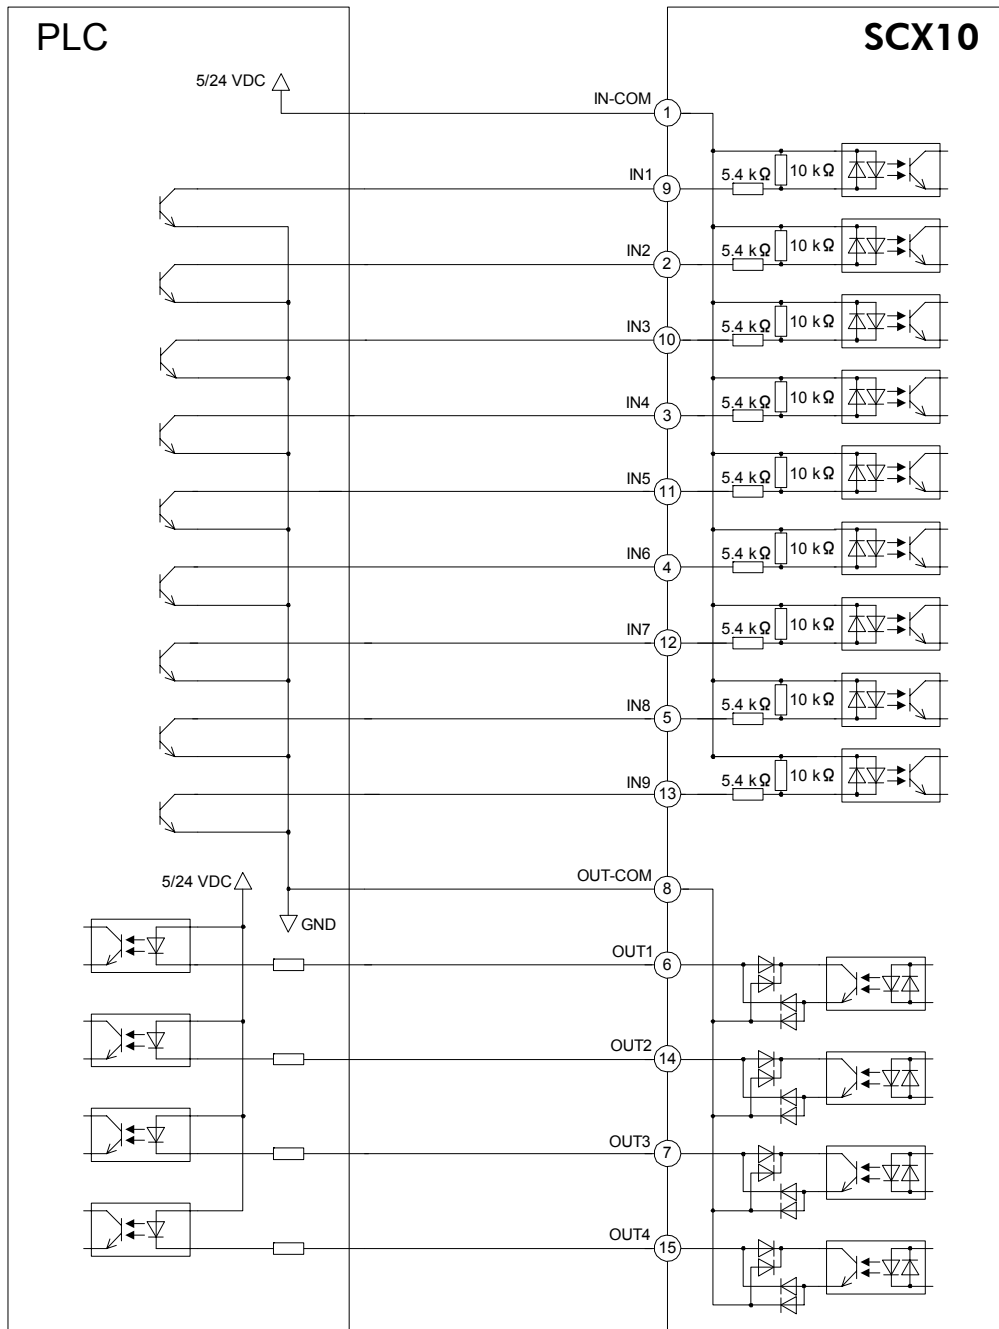 PLC
SCX10
5/24 VDC
IN-COM
1
5.4 kΩ
10 kΩ
IN1
9
5.4 kΩ
10 kΩ
IN2
2
5.4 kΩ
10 kΩ
IN3
10
5.4 kΩ
10 kΩ
IN4
3
5.4 kΩ
10 kΩ
IN5
11
5.4 kΩ
10 kΩ
IN6
4
5.4 kΩ
10 kΩ
IN7
12
5.4 kΩ
10 kΩ
IN8
5
5.4 kΩ
10 kΩ
IN9
13
5/24 VDC
OUT-COM
8
GND
OUT1
6
OUT2
14
OUT3
7
OUT4
15